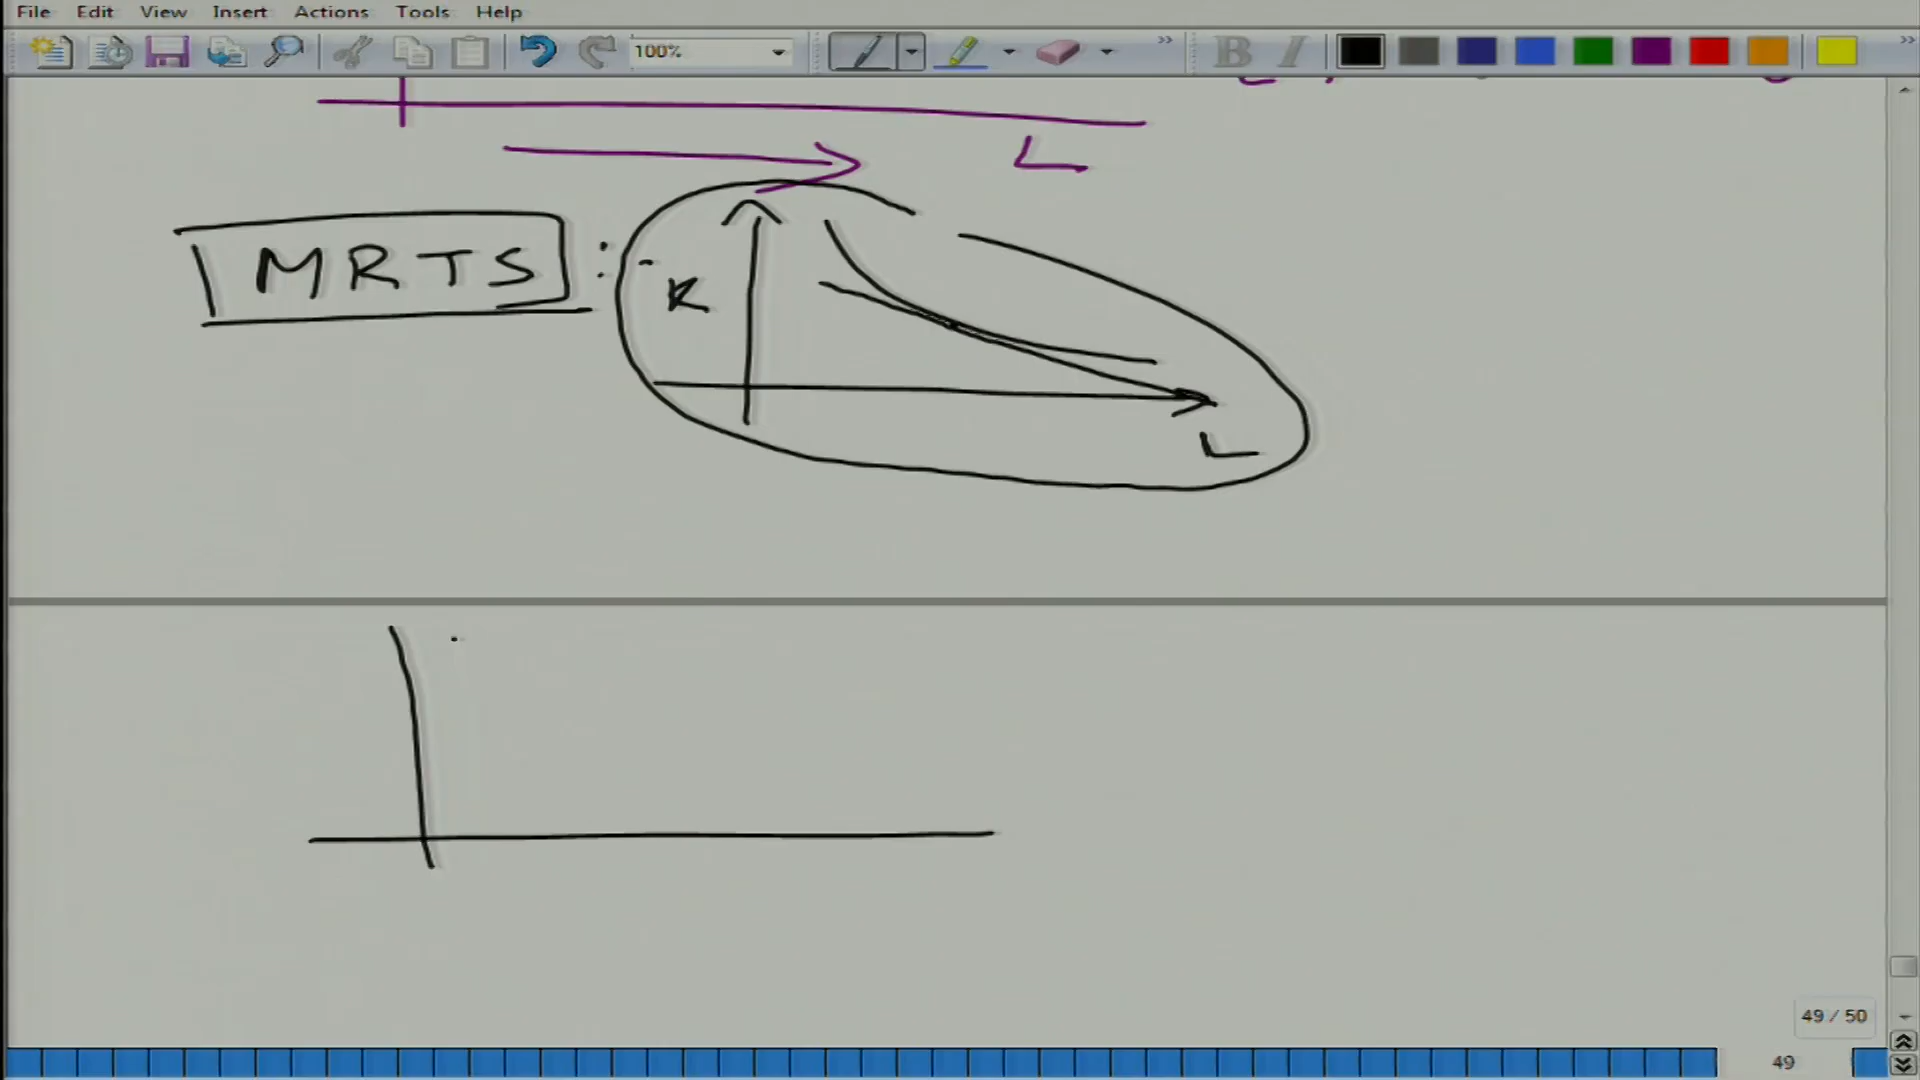 File Edit View Insert Actions Tools Help
100% B I
L
MRTS :-
K
L
49 / 50
49